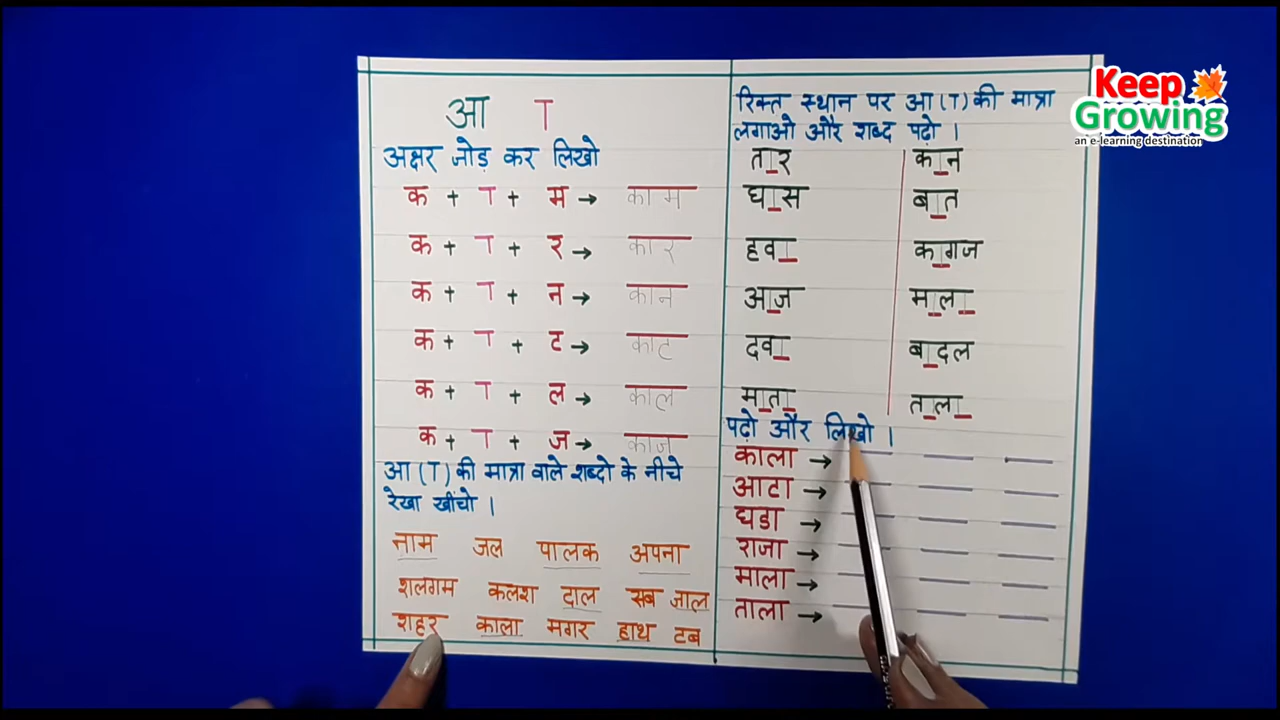 आ ा
अक्षर जोड़ कर लिखो
क + ा + म → काम
क + ा + र → कार
क + ा + न → कान
क + ा + ट → काट
क + ा + ल → काल
क + ा + ज → काज
आ (ा) की मात्रा वाले शब्दो के नीचे
रेखा खींचो ।
नाम जल पालक अपना
शलगम कलश दाल सब जाल
शहर काला मगर हाथ टब
रिक्त स्थान पर आ (ा) की मात्रा
लगाओ और शब्द पढ़ो ।
तार कान
घास बात
हवा कागज
आज माला
दवा बादल
माता ताला
पढ़ो और लिखो ।
काला →
आटा →
घडा →
राजा →
माला →
ताला →
Keep
Growing
an e-learning destination